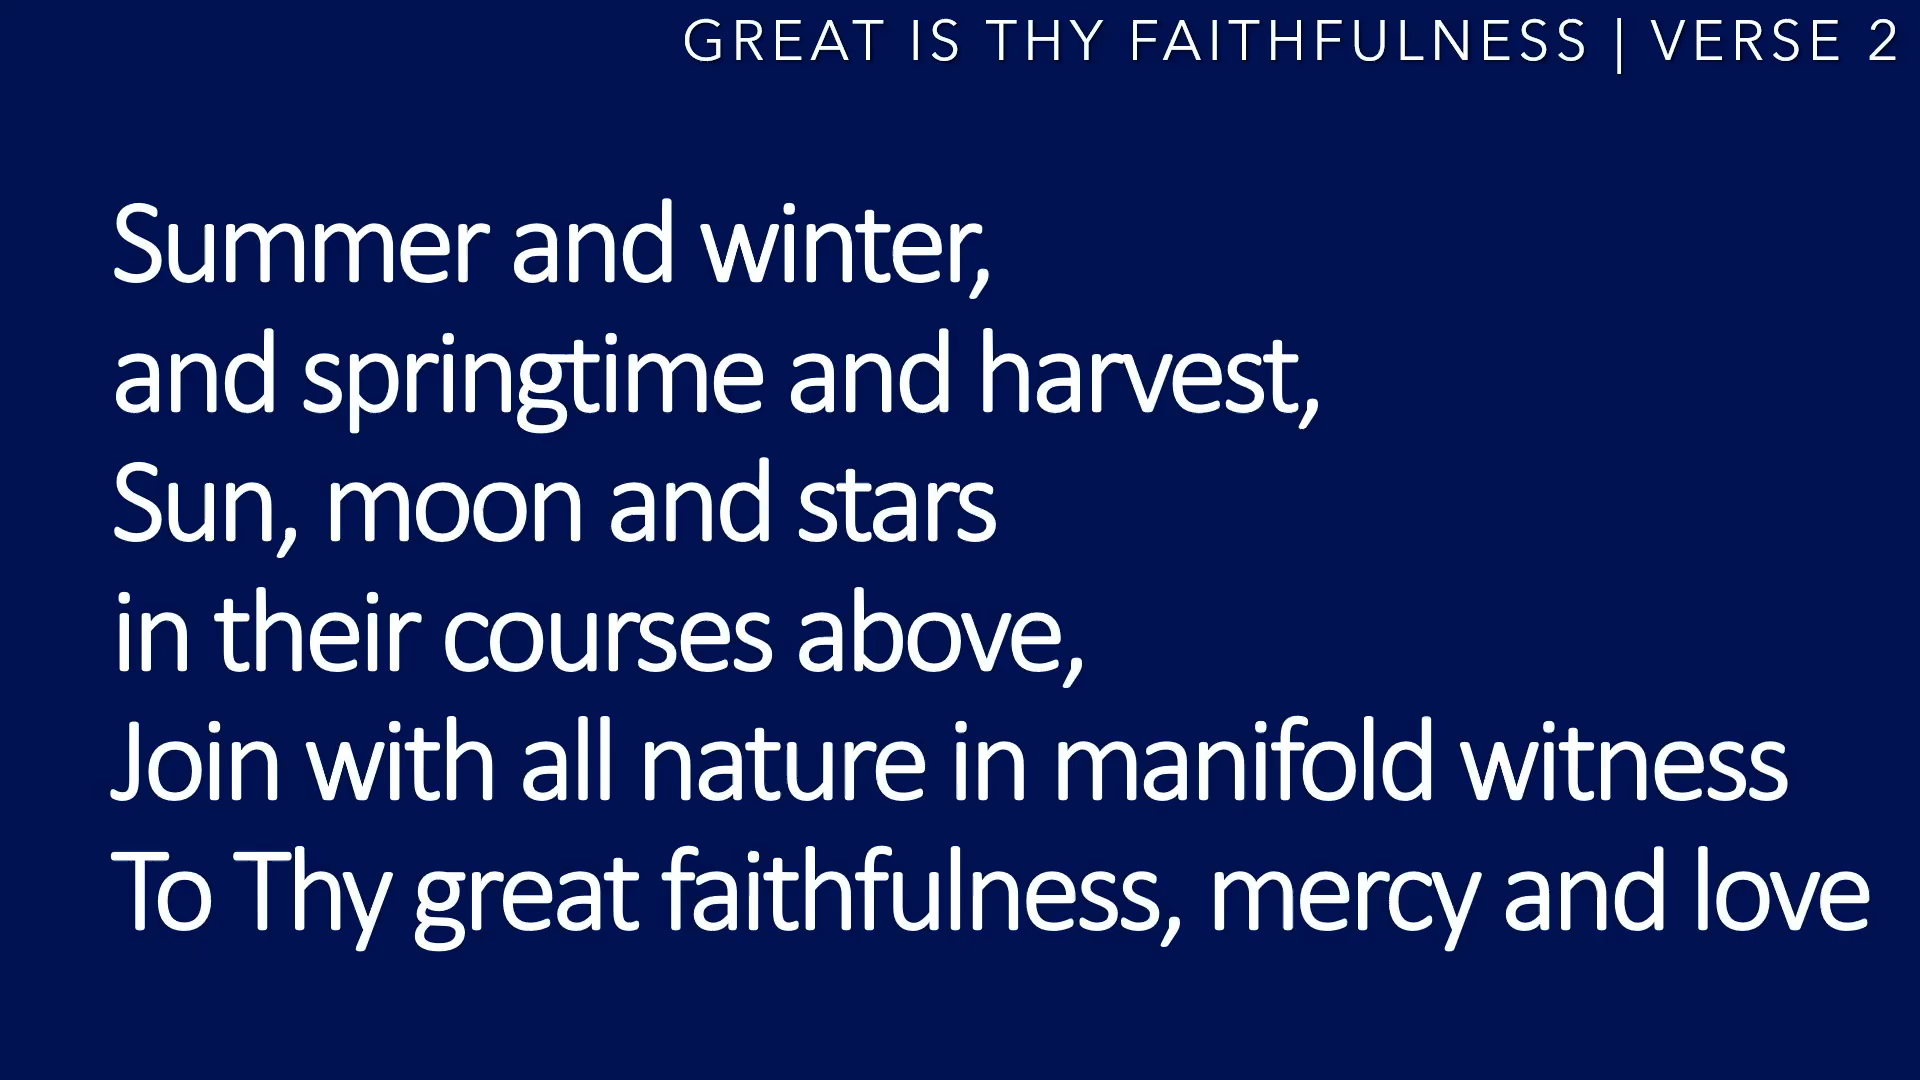 GREAT IS THY FAITHFULNESS | VERSE 2
Summer and winter,
and springtime and harvest,
Sun, moon and stars
in their courses above,
Join with all nature in manifold witness
To Thy great faithfulness, mercy and love